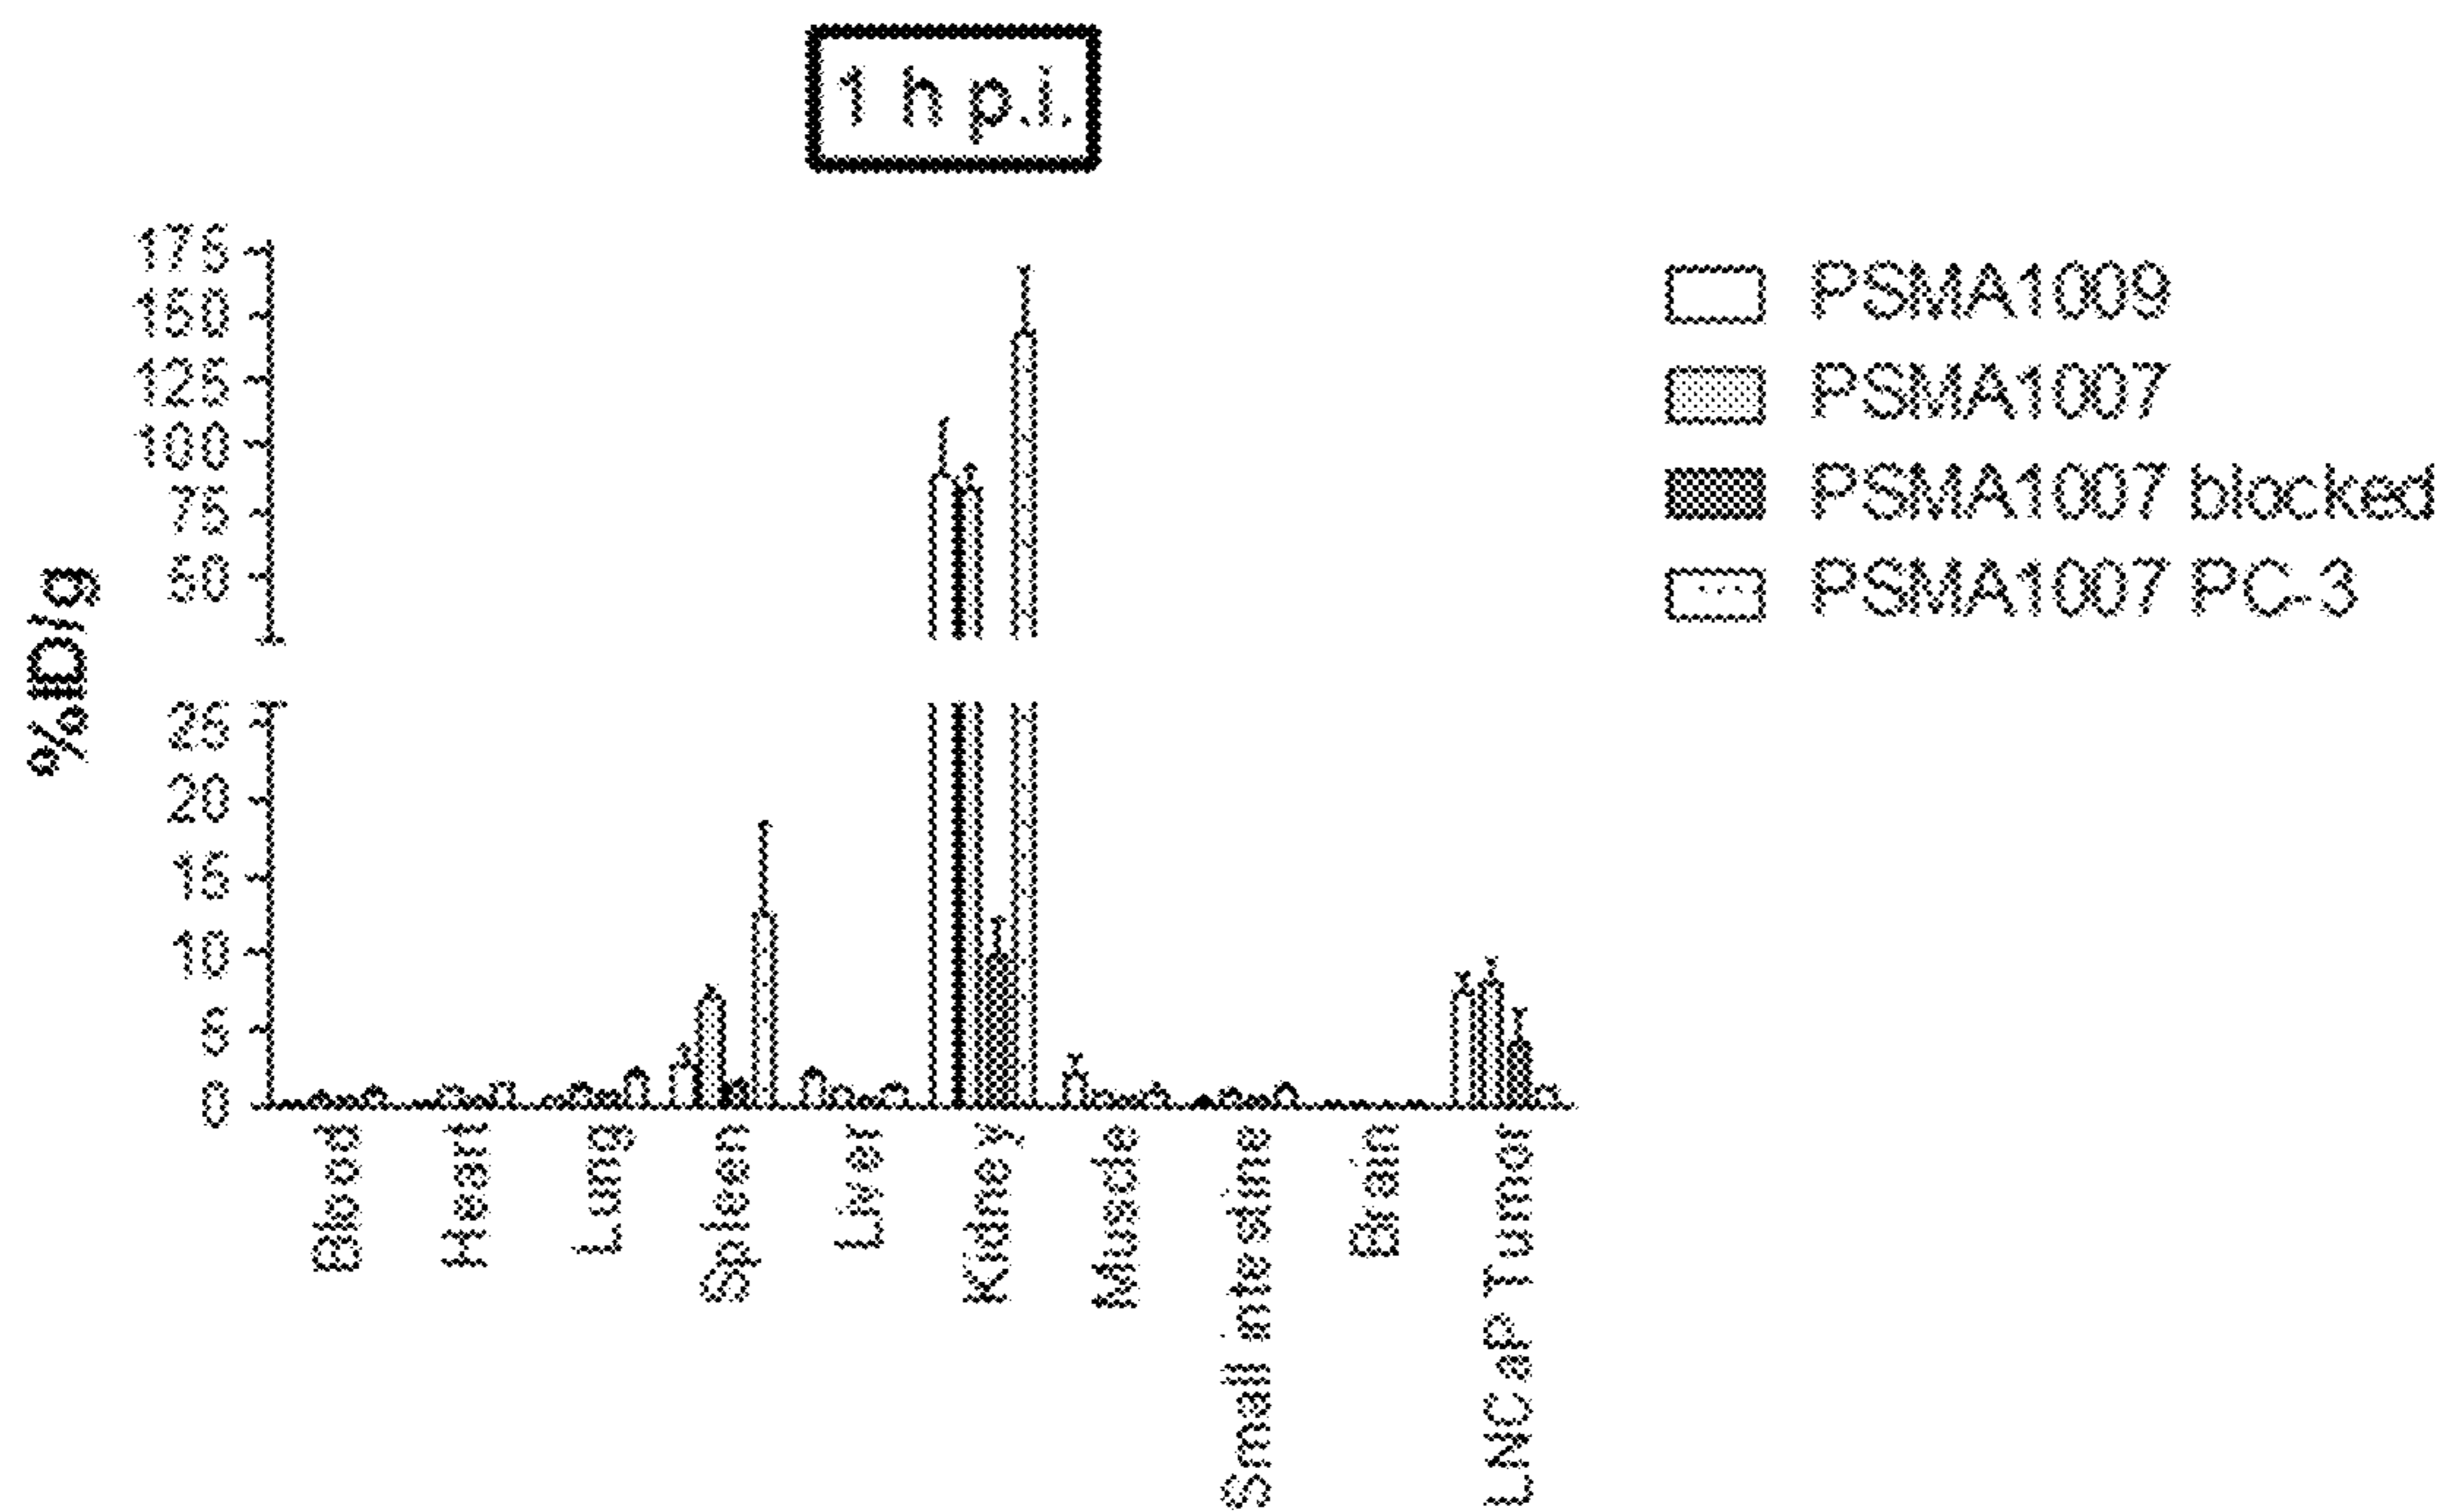 1 h p.i.
%ID/g
175
150
125
100
75
50
25
20
15
10
5
0
PSMA1009
PSMA1007
PSMA1007 blocked
PSMA1007 PC-3
Blood
Heart
Lung
Spleen
Liver
Kidney
Muscle
Small intestine
Brain
LNCaP Tumor